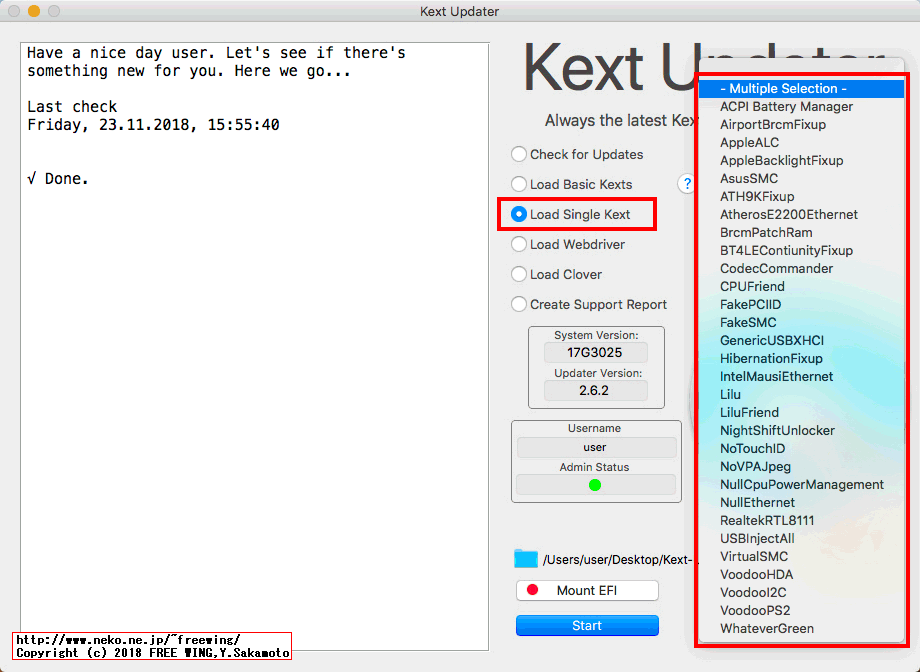 Kext Updater
Have a nice day user. Let's see if there's
something new for you. Here we go...
Last check
Friday, 23.11.2018, 15:55:40
√ Done.
Kext Updater
Always the latest Kex
Check for Updates
Load Basic Kexts
?
Load Single Kext
Load Webdriver
Load Clover
Create Support Report
System Version:
17G3025
Updater Version:
2.6.2
Username
user
Admin Status
/Users/user/Desktop/Kext-
Mount EFI
Start
- Multiple Selection -
ACPI Battery Manager
AirportBrcmFixup
AppleALC
AppleBacklightFixup
AsusSMC
ATH9KFixup
AtherosE2200Ethernet
BrcmPatchRam
BT4LEContiunityFixup
CodecCommander
CPUFriend
FakePCIID
FakeSMC
GenericUSBXHCI
HibernationFixup
IntelMausiEthernet
Lilu
LiluFriend
NightShiftUnlocker
NoTouchID
NoVPAJpeg
NullCpuPowerManagement
NullEthernet
RealtekRTL8111
USBInjectAll
VirtualSMC
VoodooHDA
VoodooI2C
VoodooPS2
WhateverGreen
http://www.neko.ne.jp/~freewing/
Copyright (c) 2018 FREE WING,Y.Sakamoto